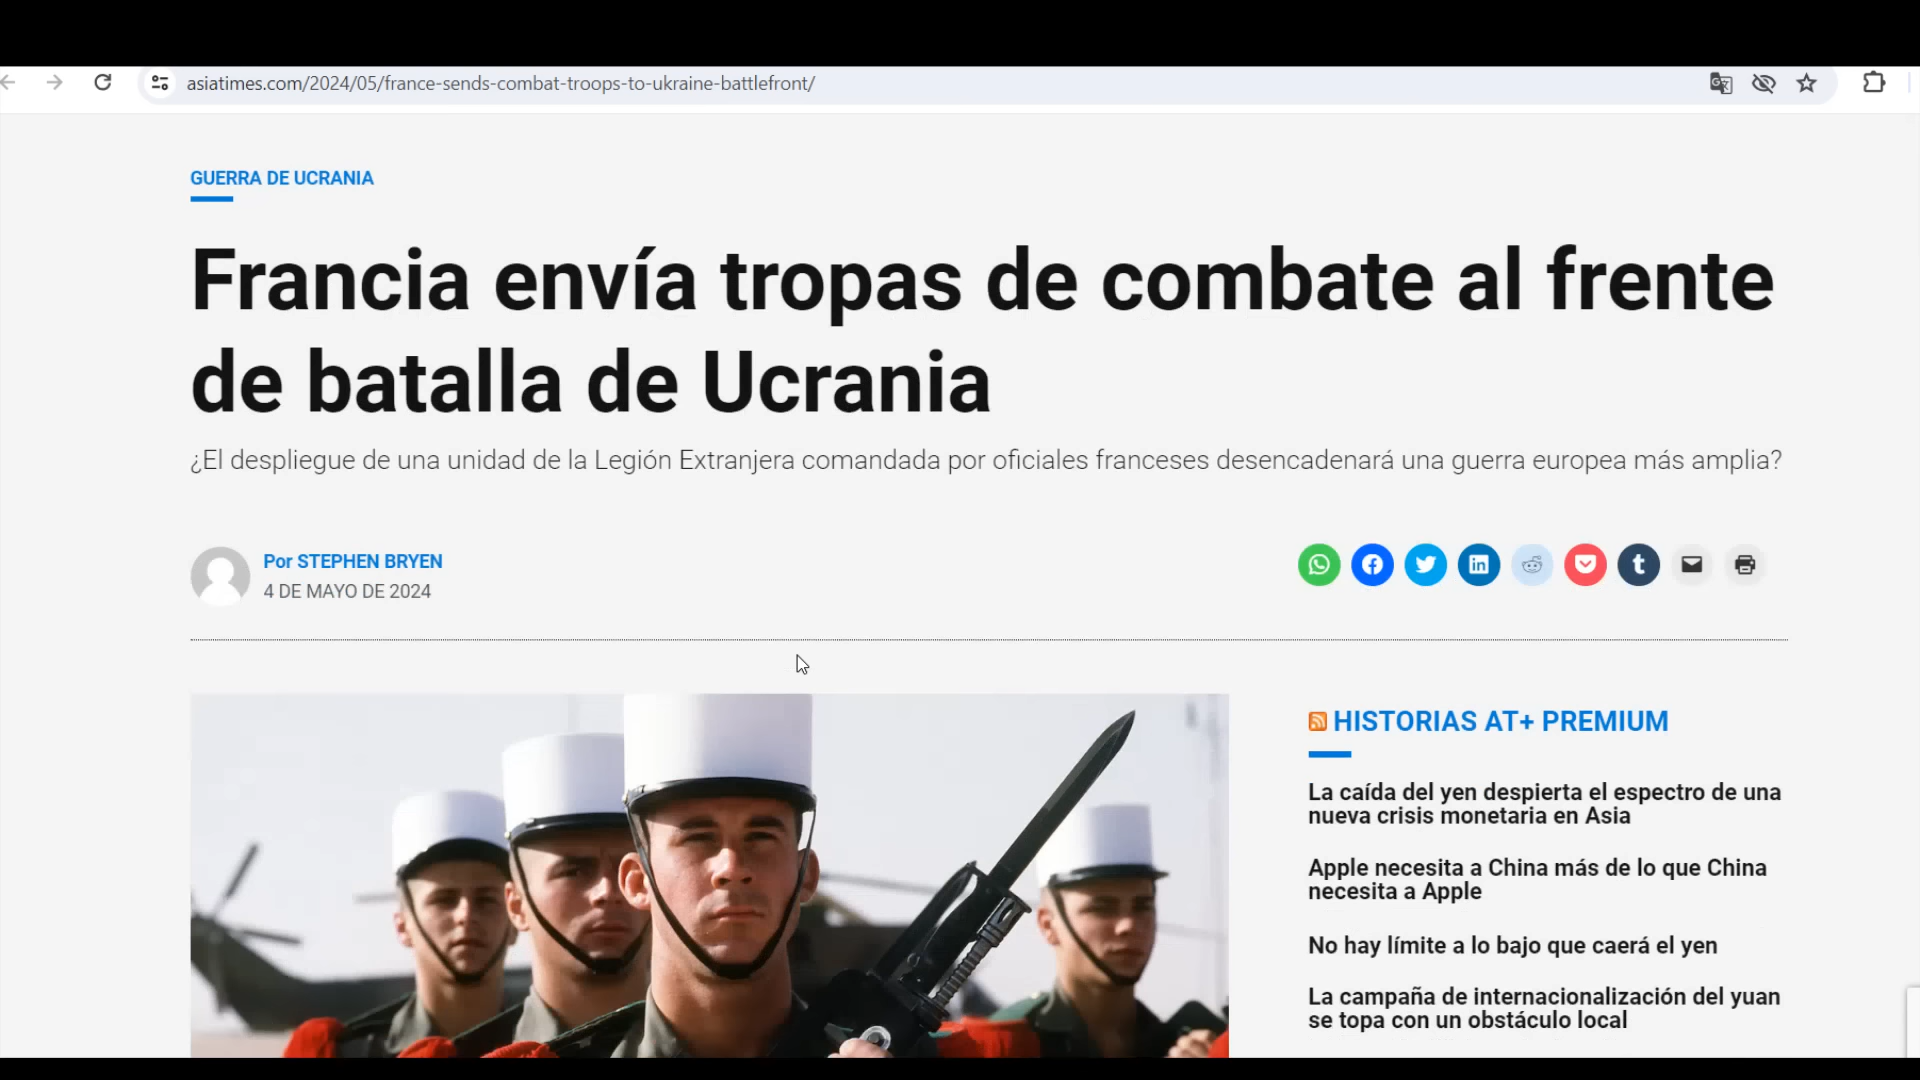 asiatimes.com/2024/05/france-sends-combat-troops-to-ukraine-battlefront/
GUERRA DE UCRANIA
Francia envía tropas de combate al frente
de batalla de Ucrania
¿El despliegue de una unidad de la Legión Extranjera comandada por oficiales franceses desencadenará una guerra europea más amplia?
Por STEPHEN BRYEN
4 DE MAYO DE 2024
HISTORIAS AT+ PREMIUM
La caída del yen despierta el espectro de una
nueva crisis monetaria en Asia
Apple necesita a China más de lo que China
necesita a Apple
No hay límite a lo bajo que caerá el yen
La campaña de internacionalización del yuan
se topa con un obstáculo local